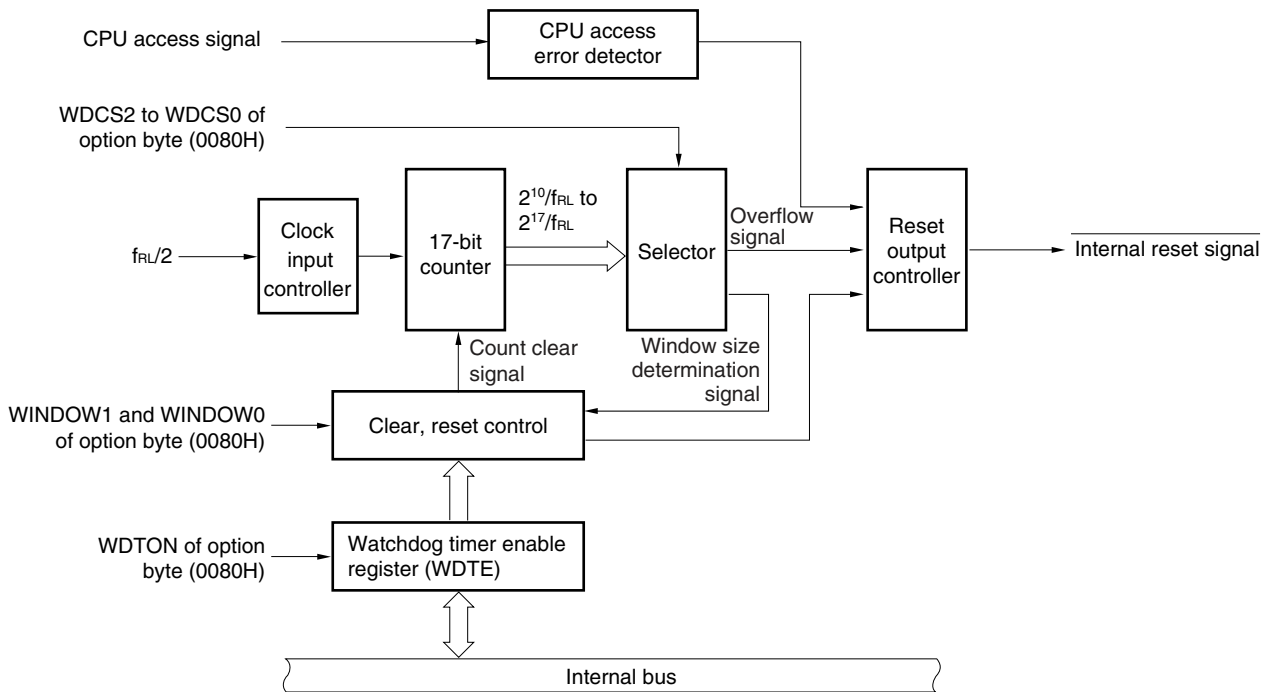 CPU access signal
CPU access
error detector
WDCS2 to WDCS0 of
option byte (0080H)
2¹⁰/fRL to
2¹⁷/fRL
fRL/2
Clock
input
controller
17-bit
counter
Selector
Overflow
signal
Reset
output
controller
Internal reset signal
Count clear
signal
Window size
determination
signal
WINDOW1 and WINDOW0
of option byte (0080H)
Clear, reset control
WDTON of option
byte (0080H)
Watchdog timer enable
register (WDTE)
Internal bus